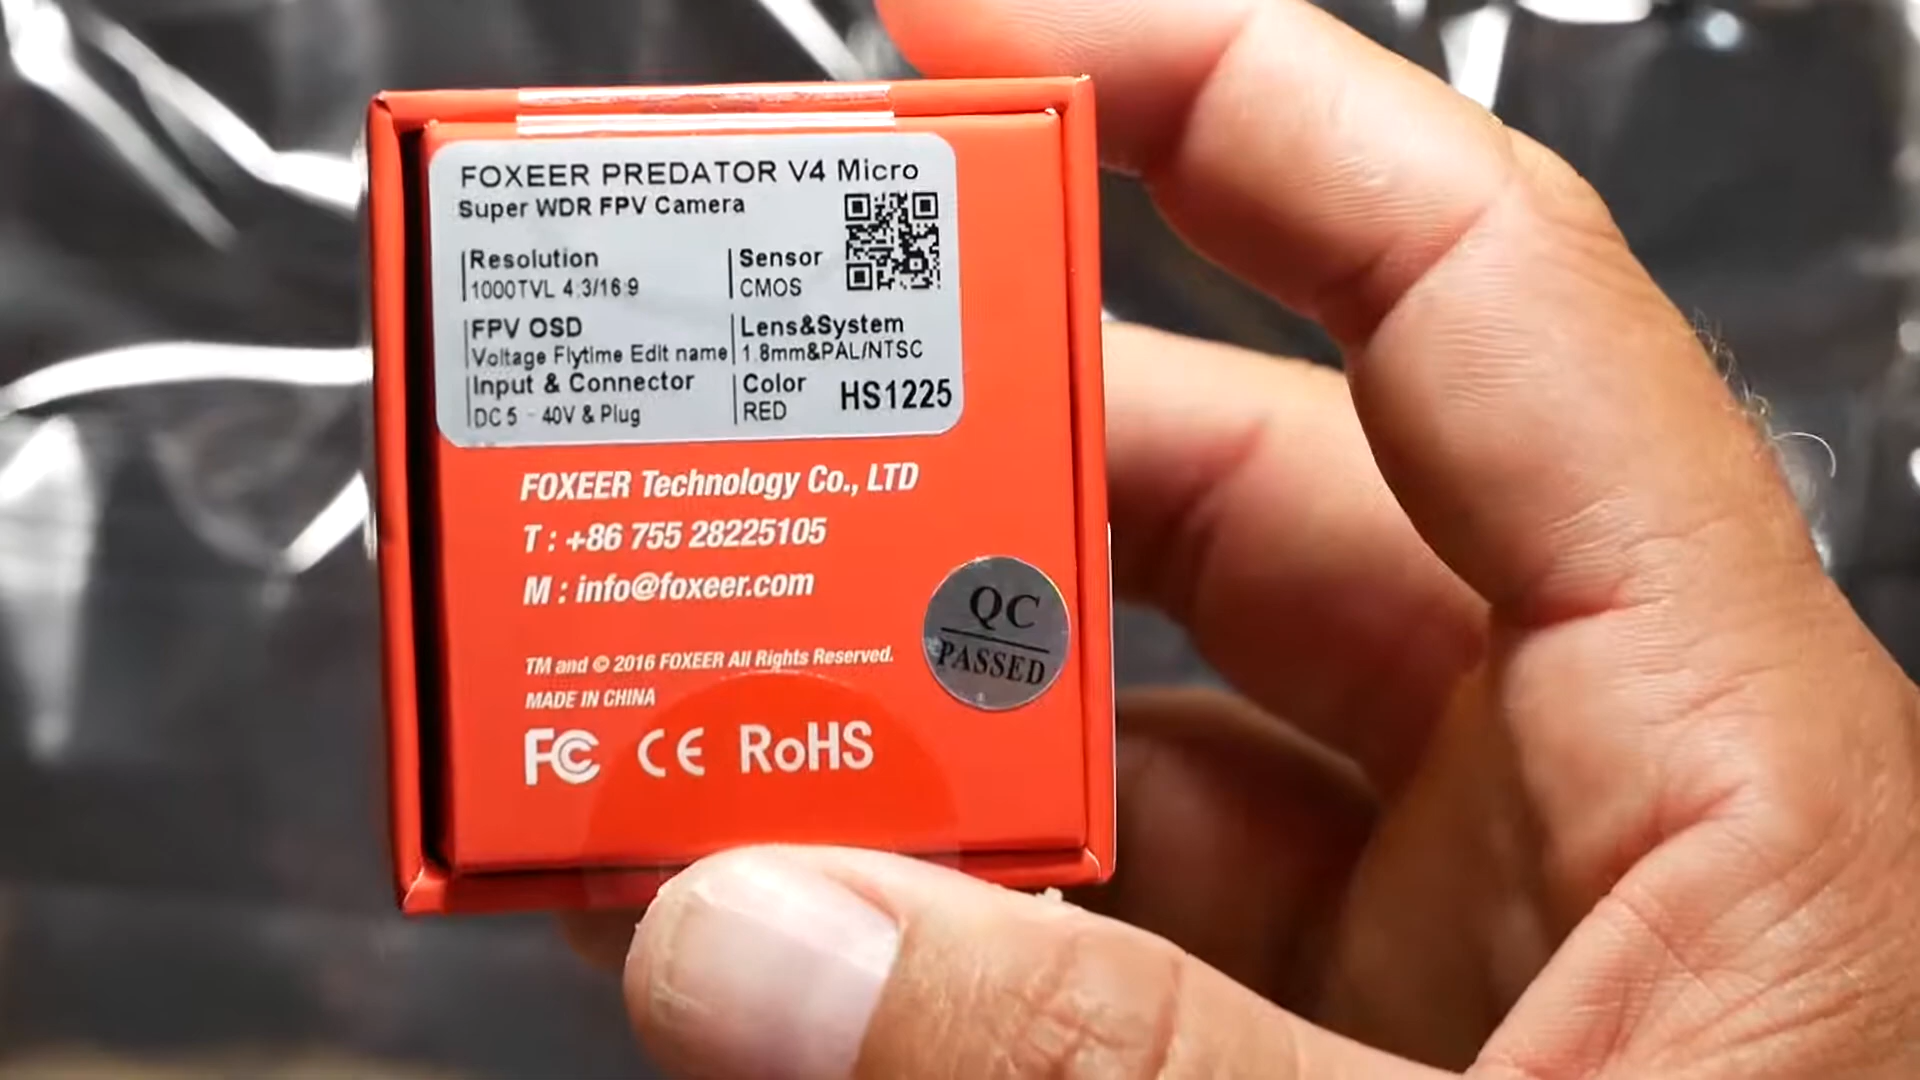 FOXEER PREDATOR V4 Micro
Super WDR FPV Camera
Resolution
1000TVL 4:3/16:9
Sensor
CMOS
FPV OSD
Voltage Flytime Edit name
Lens&System
1.8mm&PAL/NTSC
Input & Connector
DC 5 - 40V & Plug
Color
RED
HS1225
FOXEER Technology Co., LTD
T : +86 755 28225105
M : info@foxeer.com
TM and © 2016 FOXEER All Rights Reserved.
MADE IN CHINA
FC CE RoHS
QC
PASSED